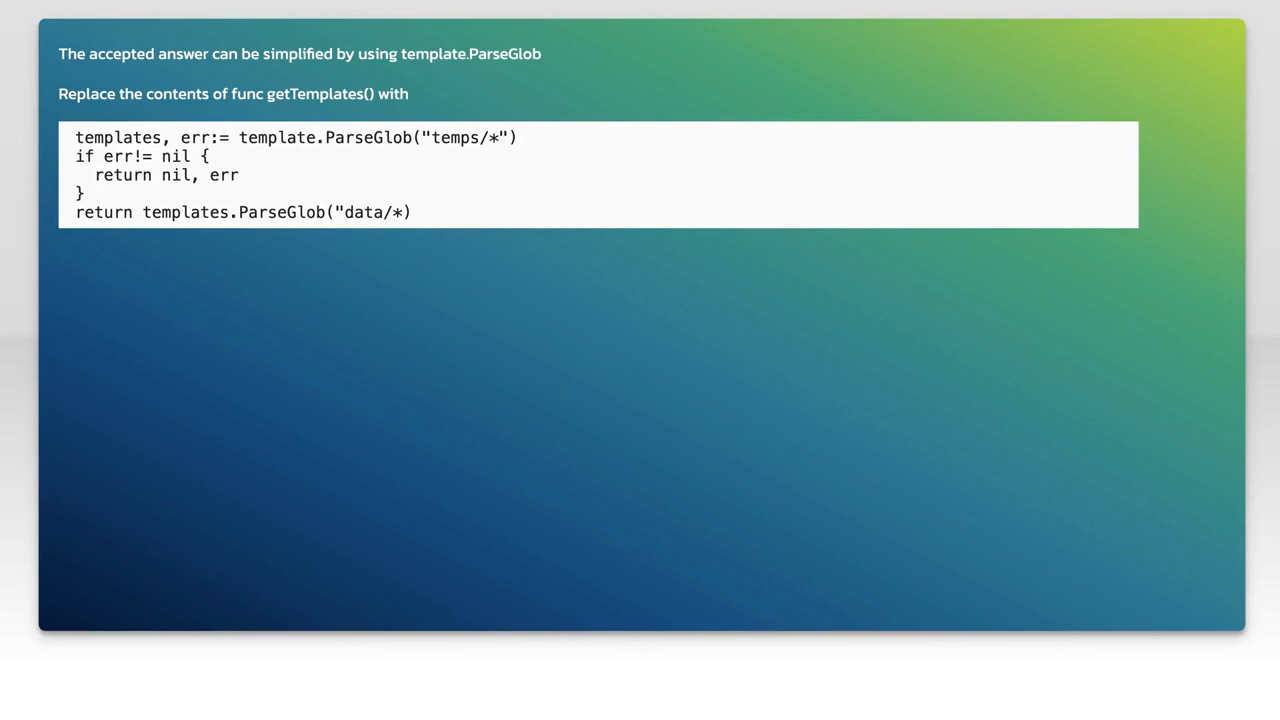 The accepted answer can be simplified by using template.ParseGlob
Replace the contents of func getTemplates() with
templates, err:= template.ParseGlob("temps/*")
if err!= nil {
  return nil, err
}
return templates.ParseGlob("data/*)